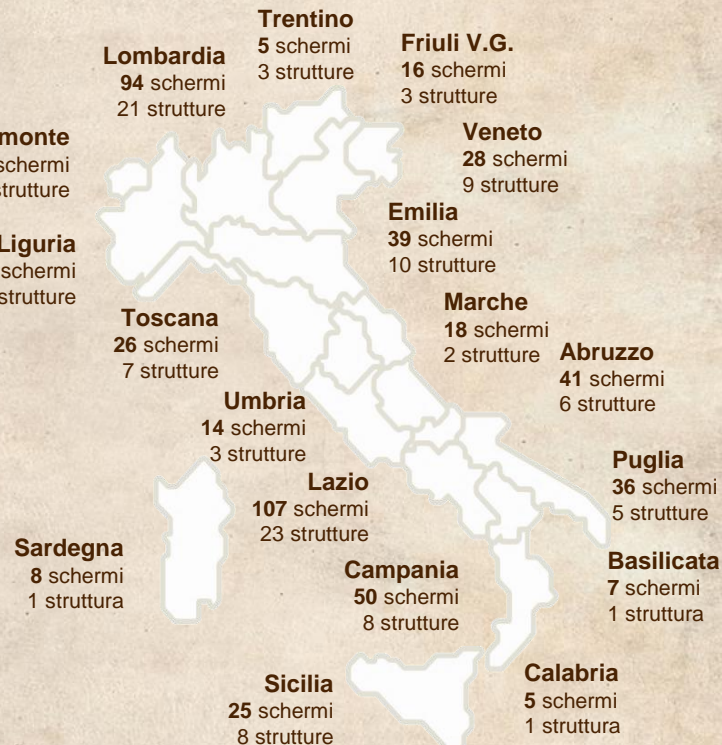 Trentino
5 schermi
3 strutture
Friuli V.G.
16 schermi
3 strutture
Lombardia
94 schermi
21 strutture
Veneto
28 schermi
9 strutture
monte
schermi
strutture
Emilia
39 schermi
10 strutture
Liguria
schermi
strutture
Marche
18 schermi
2 strutture
Toscana
26 schermi
7 strutture
Abruzzo
41 schermi
6 strutture
Umbria
14 schermi
3 strutture
Puglia
36 schermi
5 strutture
Lazio
107 schermi
23 strutture
Sardegna
8 schermi
1 struttura
Campania
50 schermi
8 strutture
Basilicata
7 schermi
1 struttura
Sicilia
25 schermi
8 strutture
Calabria
5 schermi
1 struttura